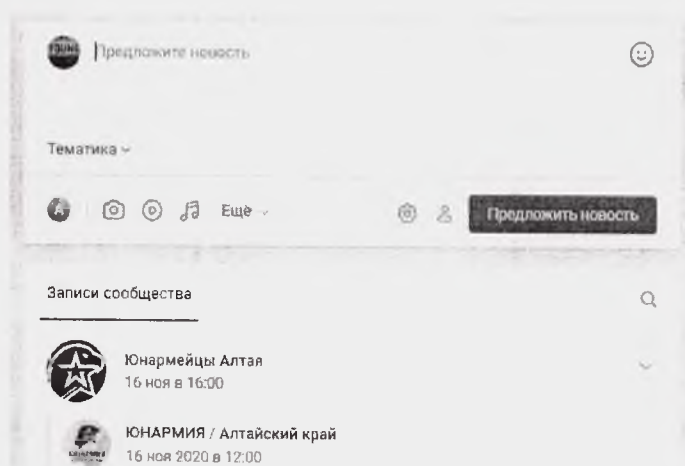 Предложите новость
Тематика
Ещё
Предложить новость
Записи сообщества
Юнармейцы Алтая
16 ноя в 16:00
ЮНАРМИЯ / Алтайский край
16 ноя 2020 в 12:00